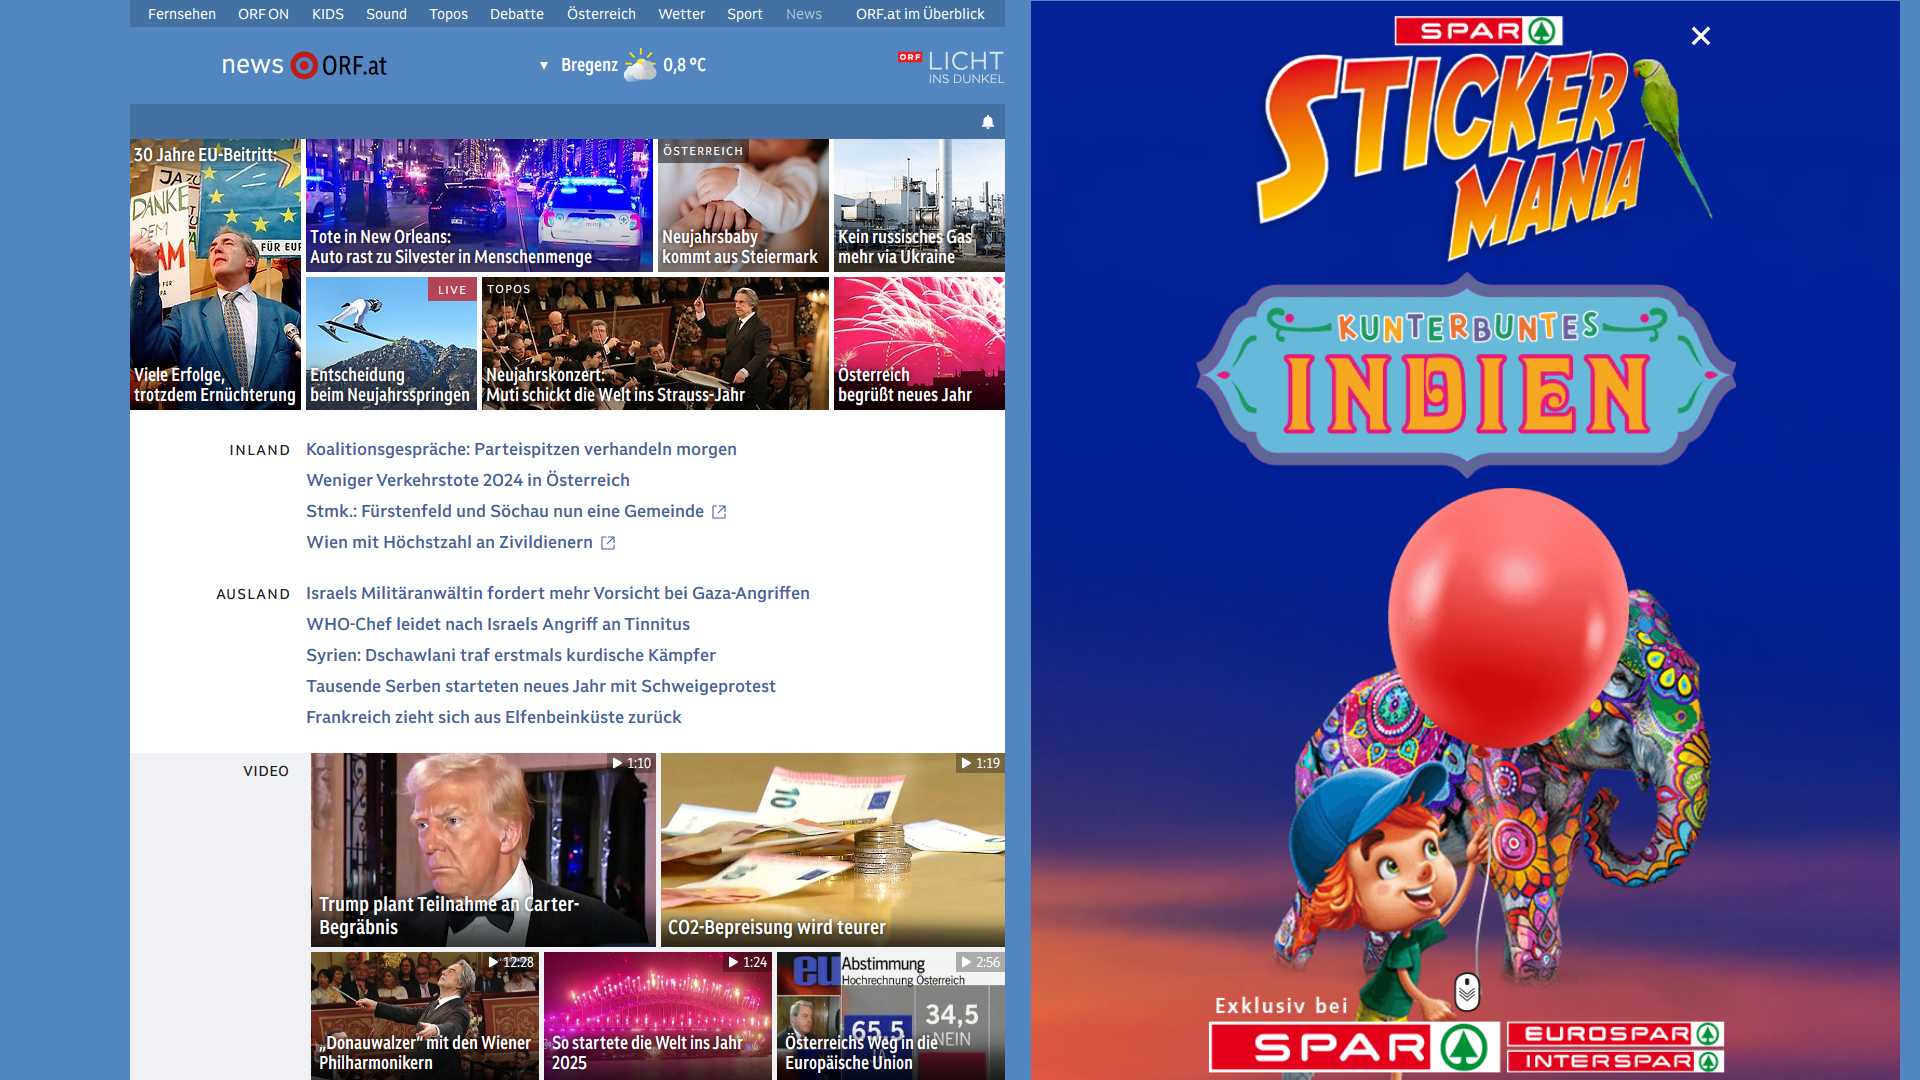 Fernsehen ORF ON KIDS Sound Topos Debatte Österreich Wetter Sport News ORF.at im Überblick
news ORF.at
Bregenz 0,8 °C
ORF LICHT
INS DUNKEL
30 Jahre EU-Beitritt:
JA ZU
DANKE
DEM
FÜR EUR
Viele Erfolge,
trotzdem Ernüchterung
Tote in New Orleans:
Auto rast zu Silvester in Menschenmenge
ÖSTERREICH
Neujahrsbaby
kommt aus Steiermark
Kein russisches Gas
mehr via Ukraine
LIVE
Entscheidung
beim Neujahrsspringen
TOPOS
Neujahrskonzert:
Muti schickt die Welt ins Strauss-Jahr
Österreich
begrüßt neues Jahr
INLAND
Koalitionsgespräche: Parteispitzen verhandeln morgen
Weniger Verkehrstote 2024 in Österreich
Stmk.: Fürstenfeld und Söchau nun eine Gemeinde
Wien mit Höchstzahl an Zivildienern
AUSLAND
Israels Militäranwältin fordert mehr Vorsicht bei Gaza-Angriffen
WHO-Chef leidet nach Israels Angriff an Tinnitus
Syrien: Dschawlani traf erstmals kurdische Kämpfer
Tausende Serben starteten neues Jahr mit Schweigeprotest
Frankreich zieht sich aus Elfenbeinküste zurück
VIDEO
1:10
Trump plant Teilnahme an Carter-
Begräbnis
1:19
10
CO2-Bepreisung wird teurer
12:28
„Donauwalzer“ mit den Wiener
Philharmonikern
1:24
So startete die Welt ins Jahr
2025
2:56
eu Abstimmung
Hochrechnung Österreich
65,5
34,5
NEIN
Österreichs Weg in die
Europäische Union
SPAR
STICKER
MANIA
KUNTERBUNTES
INDIEN
Exklusiv bei
SPAR
EUROSPAR
INTERSPAR